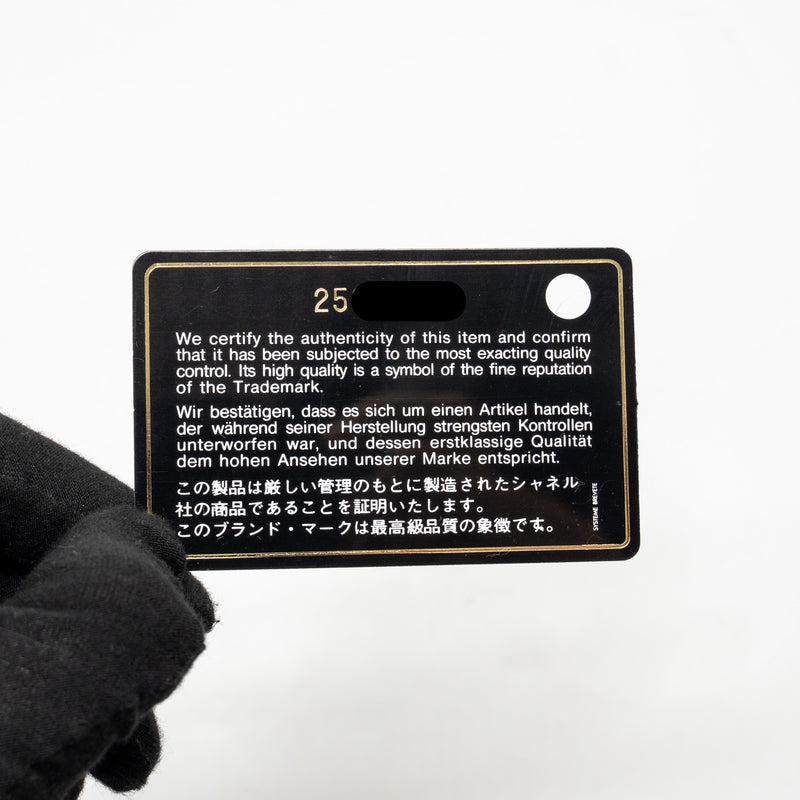 25
We certify the authenticity of this item and confirm
that it has been subjected to the most exacting quality
control. Its high quality is a symbol of the fine reputation
of the Trademark.
Wir bestätigen, dass es sich um einen Artikel handelt,
der während seiner Herstellung strengsten Kontrollen
unterworfen war, und dessen erstklassige Qualität
dem hohen Ansehen unserer Marke entspricht.
この製品は厳しい管理のもとに製造されたシャネル
社の商品であることを証明いたします。
このブランド・マークは最高級品質の象徴です。
SYSTEME BREVETE